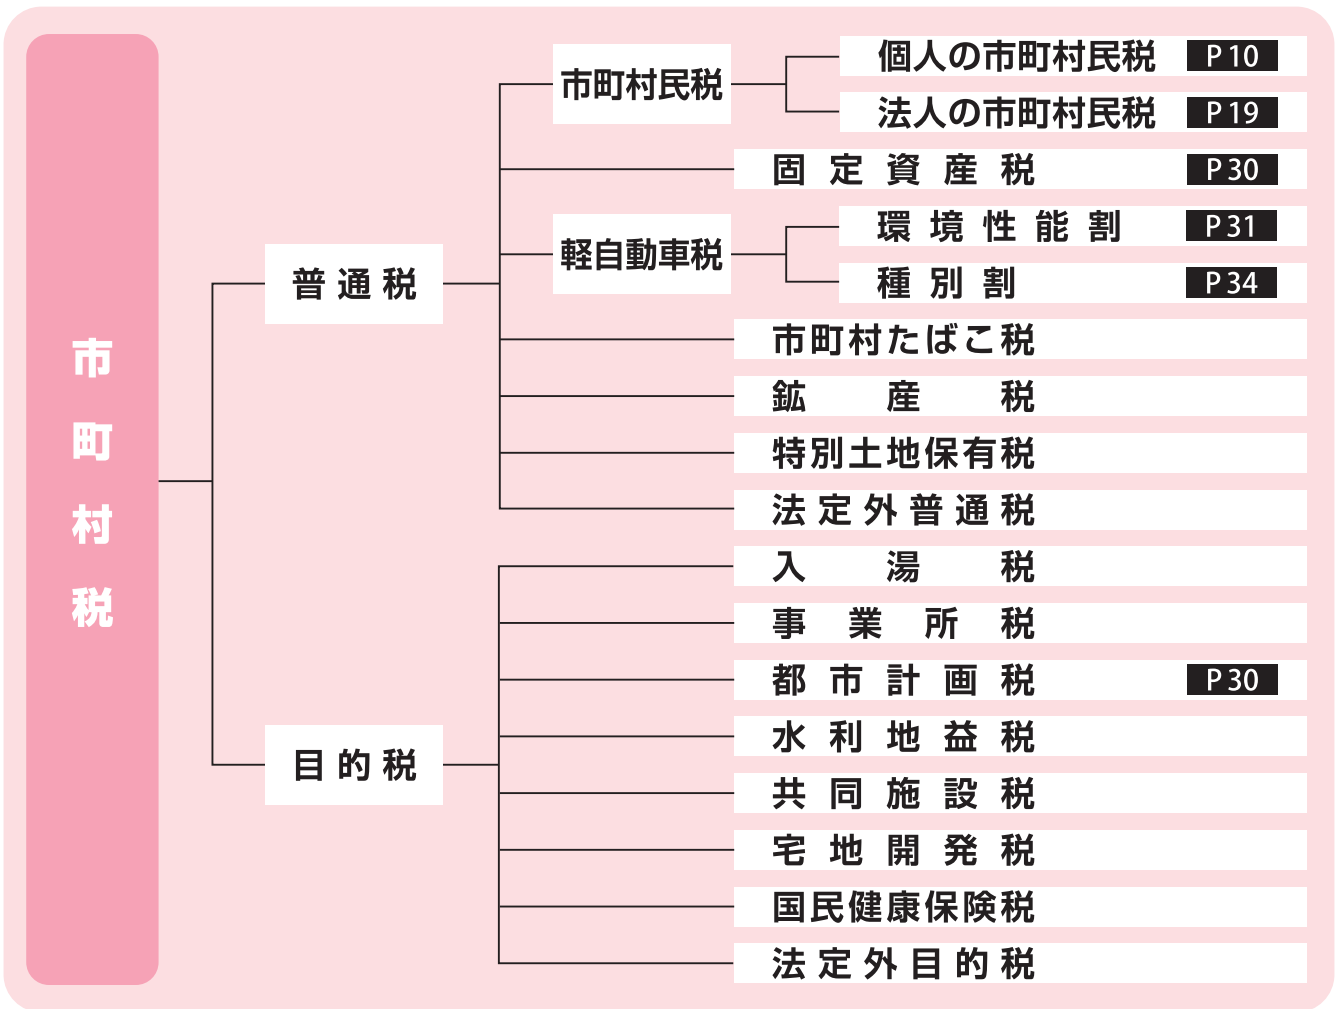 市町村税
普通税
市町村民税
個人の市町村民税 P10
法人の市町村民税 P19
固定資産税 P30
軽自動車税
環境性能割 P31
種別割 P34
市町村たばこ税
鉱産税
特別土地保有税
法定外普通税
目的税
入湯税
事業所税
都市計画税 P30
水利地益税
共同施設税
宅地開発税
国民健康保険税
法定外目的税